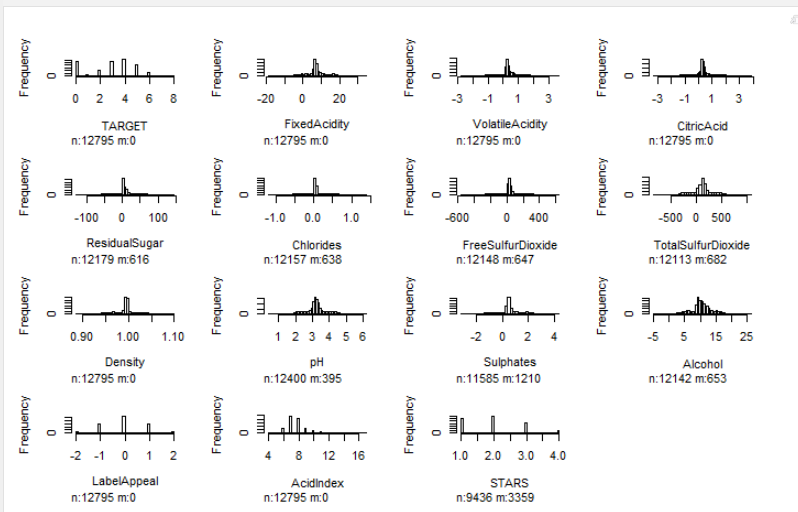 Frequency
0
0 2 4 6 8
TARGET
n:12795 m:0
Frequency
0
-20 0 20
FixedAcidity
n:12795 m:0
Frequency
0
-3 -1 1 3
VolatileAcidity
n:12795 m:0
Frequency
0
-3 -1 1 3
CitricAcid
n:12795 m:0
Frequency
0
-100 0 100
ResidualSugar
n:12179 m:616
Frequency
0
-1.0 0.0 1.0
Chlorides
n:12157 m:638
Frequency
0
-600 0 400
FreeSulfurDioxide
n:12148 m:647
Frequency
0
-500 0 500
TotalSulfurDioxide
n:12113 m:682
Frequency
0
0.90 1.00 1.10
Density
n:12795 m:0
Frequency
0
1 2 3 4 5 6
pH
n:12400 m:395
Frequency
0
-2 0 2 4
Sulphates
n:11585 m:1210
Frequency
0
-5 5 15 25
Alcohol
n:12142 m:653
Frequency
0
-2 -1 0 1 2
LabelAppeal
n:12795 m:0
Frequency
0
4 8 12 16
AcidIndex
n:12795 m:0
Frequency
0
1.0 2.0 3.0 4.0
STARS
n:9436 m:3359